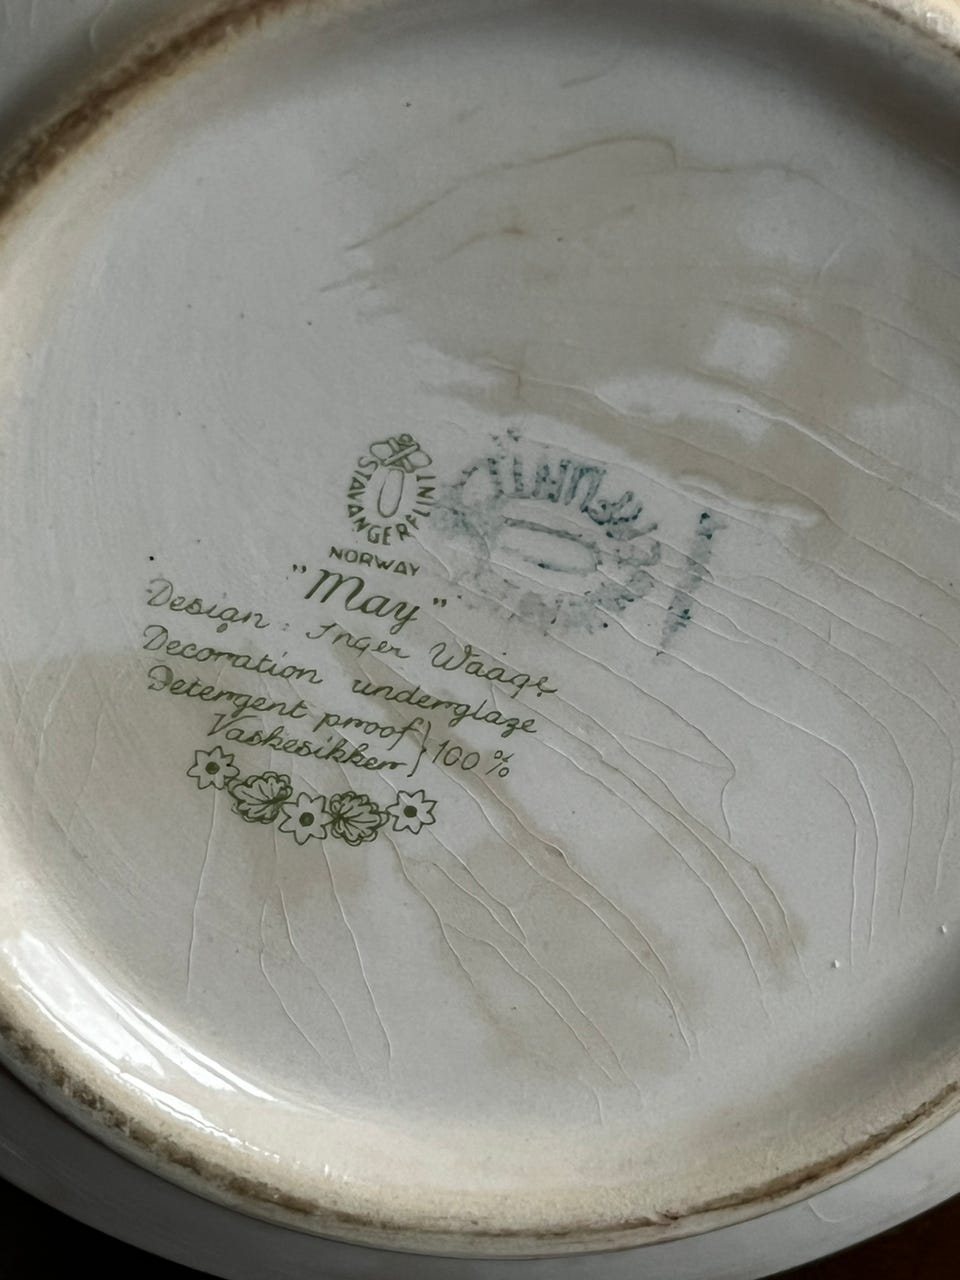 STAVANGERFLINT
NORWAY
"May"
Design: Inger Waage
Decoration underglaze
Detergent proof } 100 %
Vaskesikker